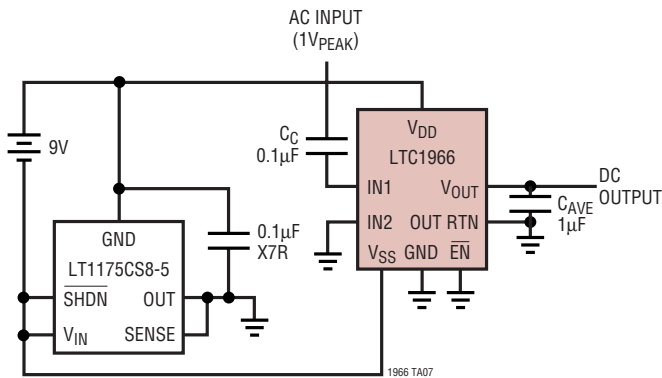 AC INPUT
(1VPEAK)
9V
CC
0.1µF
VDD
LTC1966
IN1
VOUT
IN2
OUT RTN
VSS
GND
EN
DC
OUTPUT
CAVE
1µF
GND
LT1175CS8-5
SHDN
OUT
VIN
SENSE
0.1µF
X7R
1966 TA07